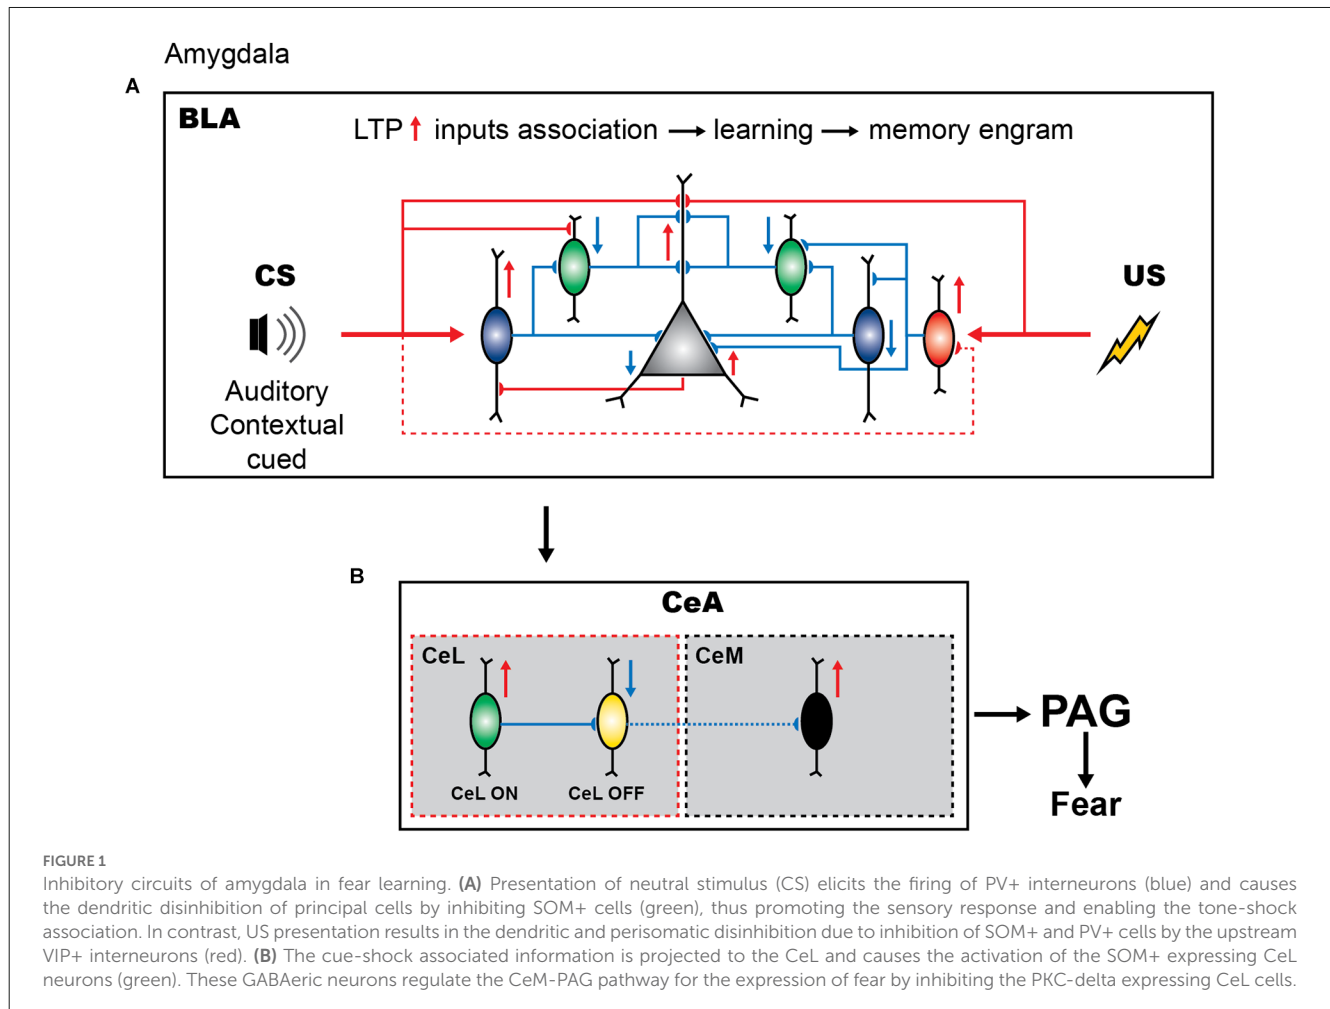 Amygdala
A
BLA
LTP ↑ inputs association → learning → memory engram
CS
US
Auditory
Contextual
cued
B
CeA
CeL
CeM
CeL ON
CeL OFF
PAG
Fear
FIGURE 1
Inhibitory circuits of amygdala in fear learning. (A) Presentation of neutral stimulus (CS) elicits the firing of PV+ interneurons (blue) and causes
the dendritic disinhibition of principal cells by inhibiting SOM+ cells (green), thus promoting the sensory response and enabling the tone-shock
association. In contrast, US presentation results in the dendritic and perisomatic disinhibition due to inhibition of SOM+ and PV+ cells by the upstream
VIP+ interneurons (red). (B) The cue-shock associated information is projected to the CeL and causes the activation of the SOM+ expressing CeL
neurons (green). These GABAeric neurons regulate the CeM-PAG pathway for the expression of fear by inhibiting the PKC-delta expressing CeL cells.